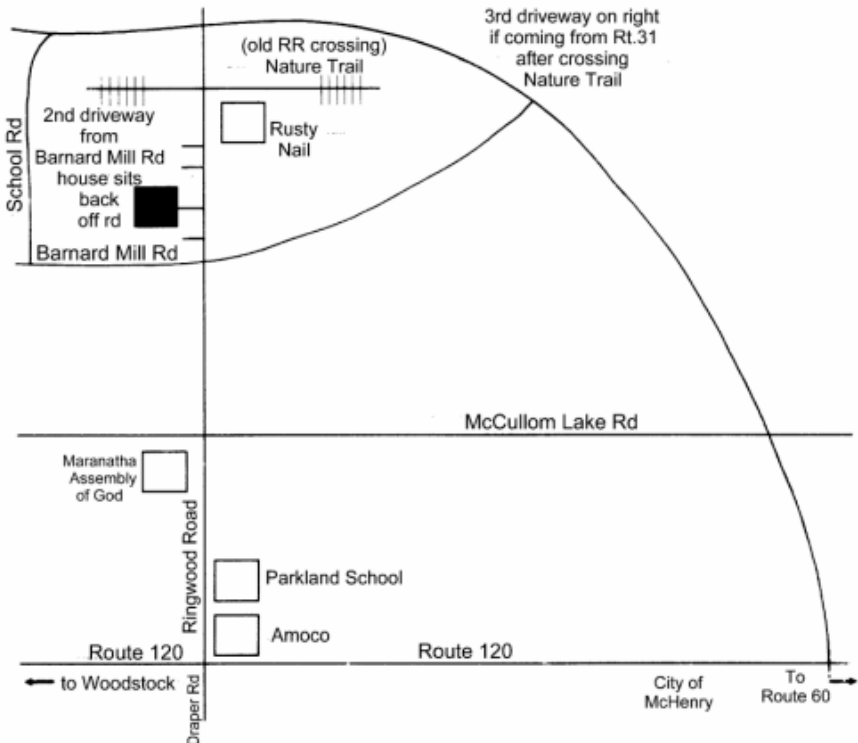 3rd driveway on right
if coming from Rt.31
after crossing
Nature Trail
(old RR crossing)
Nature Trail
School Rd
2nd driveway
from
Barnard Mill Rd
house sits
back
off rd
Rusty
Nail
Barnard Mill Rd
McCullom Lake Rd
Maranatha
Assembly
of God
Ringwood Road
Parkland School
Amoco
Route 120
Route 120
to Woodstock
Draper Rd
City of
McHenry
To
Route 60